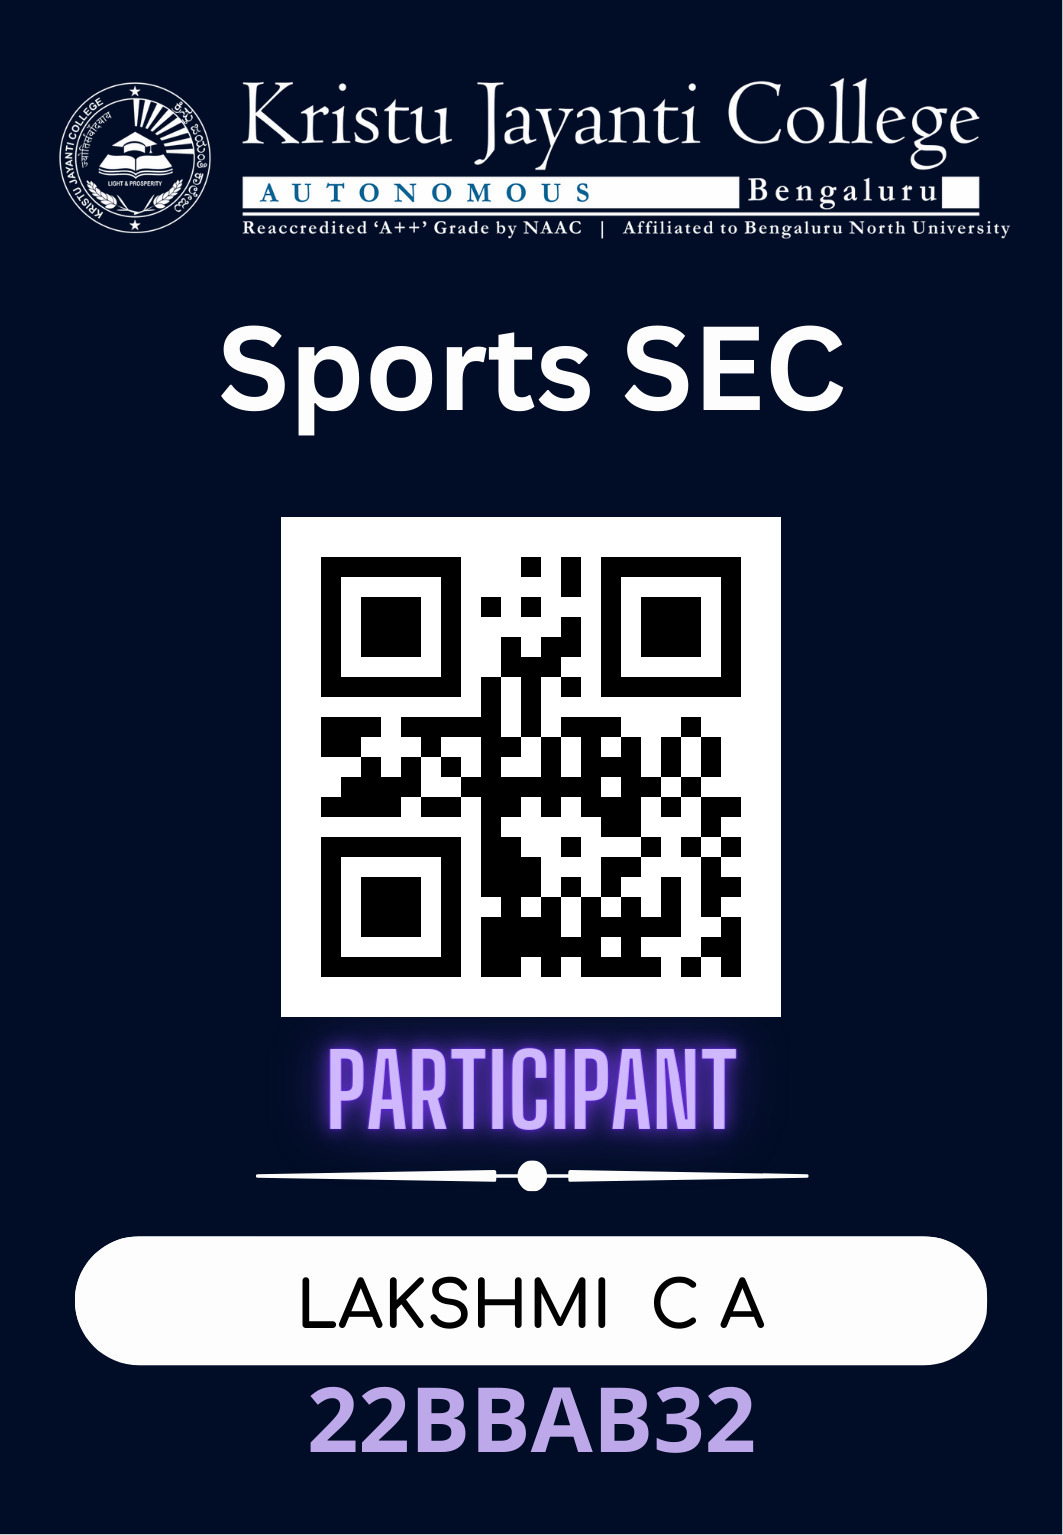 Kristu Jayanti College
AUTONOMOUS Bengaluru
Reaccredited ‘A++’ Grade by NAAC | Affiliated to Bengaluru North University
KRISTU JAYANTI COLLEGE
LIGHT & PROSPERITY
Sports SEC
PARTICIPANT
LAKSHMI C A
22BBAB32